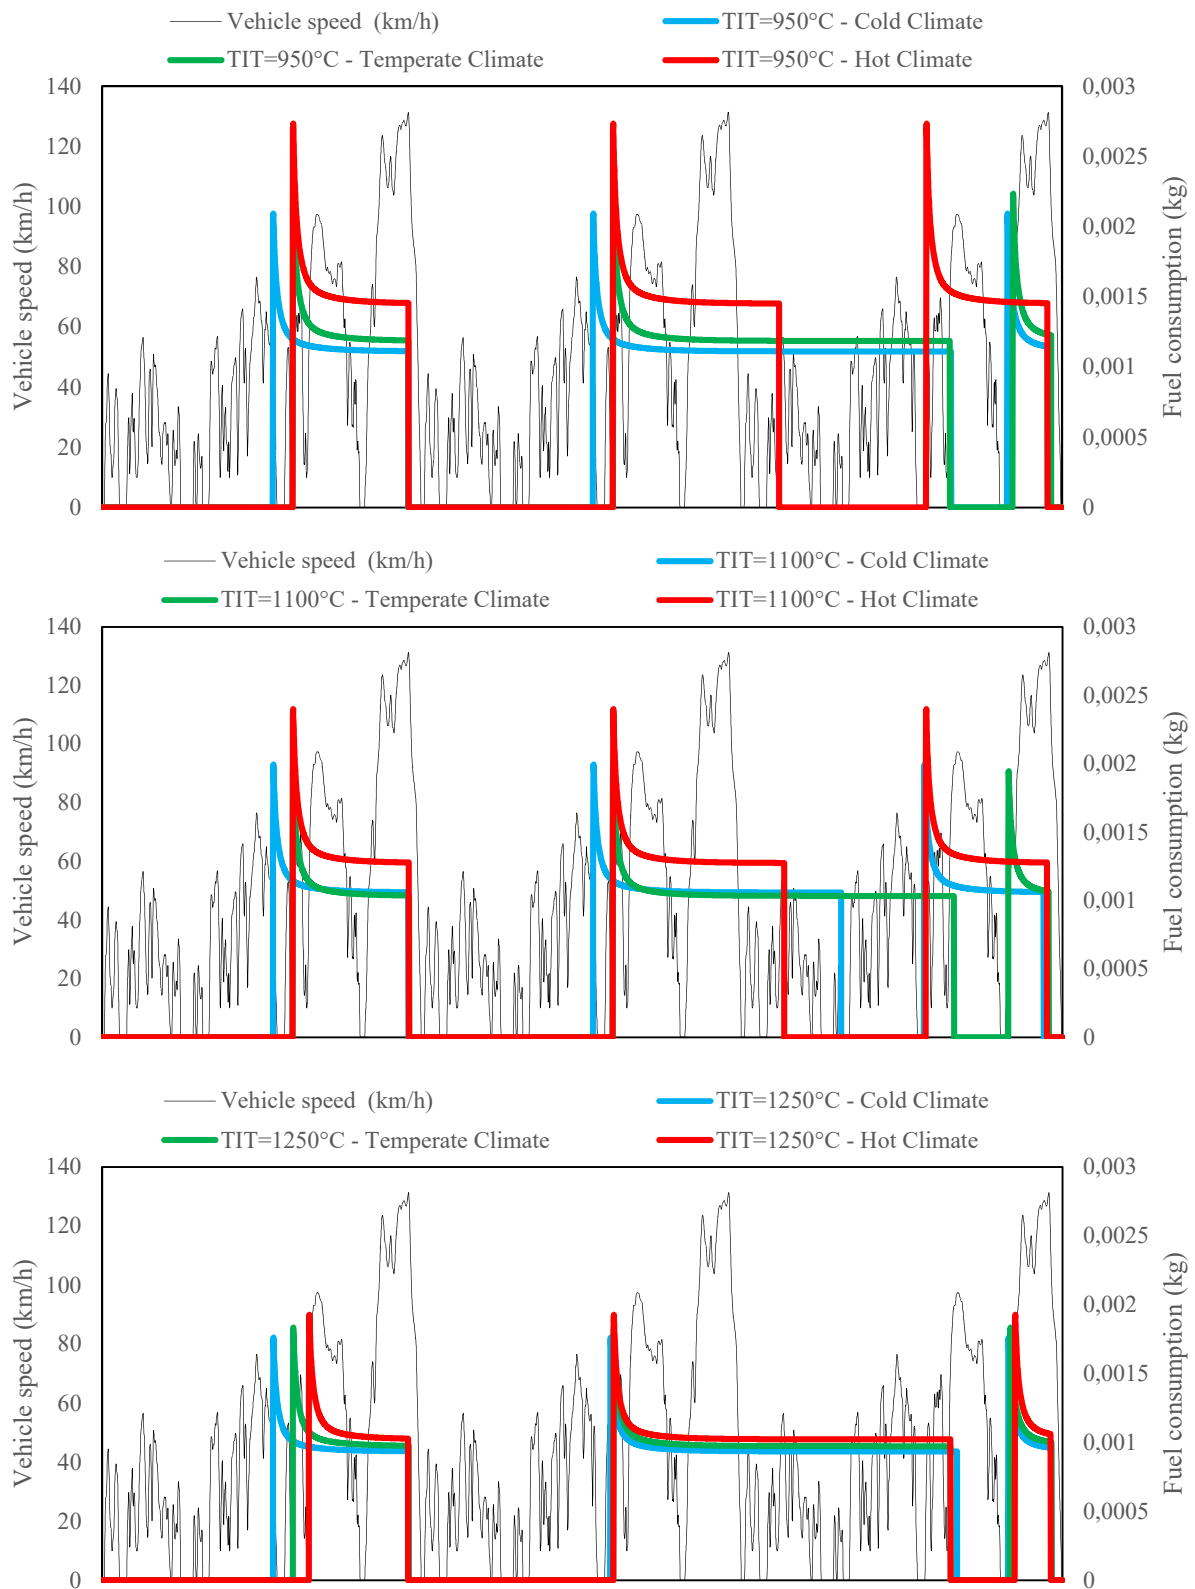 Vehicle speed (km/h)
TIT=950°C - Cold Climate
TIT=950°C - Temperate Climate
TIT=950°C - Hot Climate
140
120
100
80
60
40
20
0
Vehicle speed (km/h)
0,003
0,0025
0,002
0,0015
0,001
0,0005
0
Fuel consumption (kg)
Vehicle speed (km/h)
TIT=1100°C - Cold Climate
TIT=1100°C - Temperate Climate
TIT=1100°C - Hot Climate
140
120
100
80
60
40
20
0
Vehicle speed (km/h)
0,003
0,0025
0,002
0,0015
0,001
0,0005
0
Fuel consumption (kg)
Vehicle speed (km/h)
TIT=1250°C - Cold Climate
TIT=1250°C - Temperate Climate
TIT=1250°C - Hot Climate
140
120
100
80
60
40
20
0
Vehicle speed (km/h)
0,003
0,0025
0,002
0,0015
0,001
0,0005
0
Fuel consumption (kg)